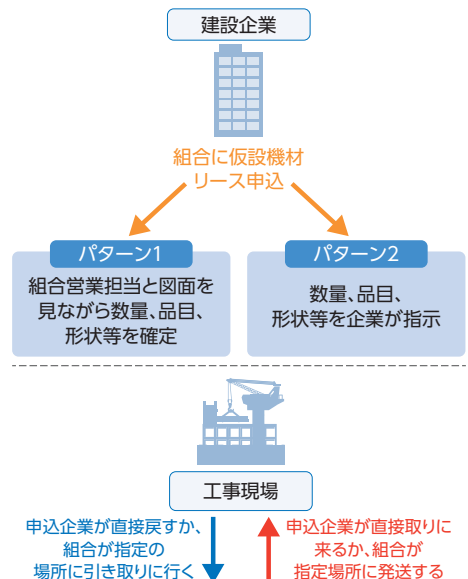 建設企業
組合に仮設機材
リース申込
パターン1
組合営業担当と図面を
見ながら数量、品目、
形状等を確定
パターン2
数量、品目、
形状等を企業が指示
工事現場
申込企業が直接戻すか、
組合が指定の
場所に引き取りに行く
申込企業が直接取りに
来るか、組合が
指定場所に発送する